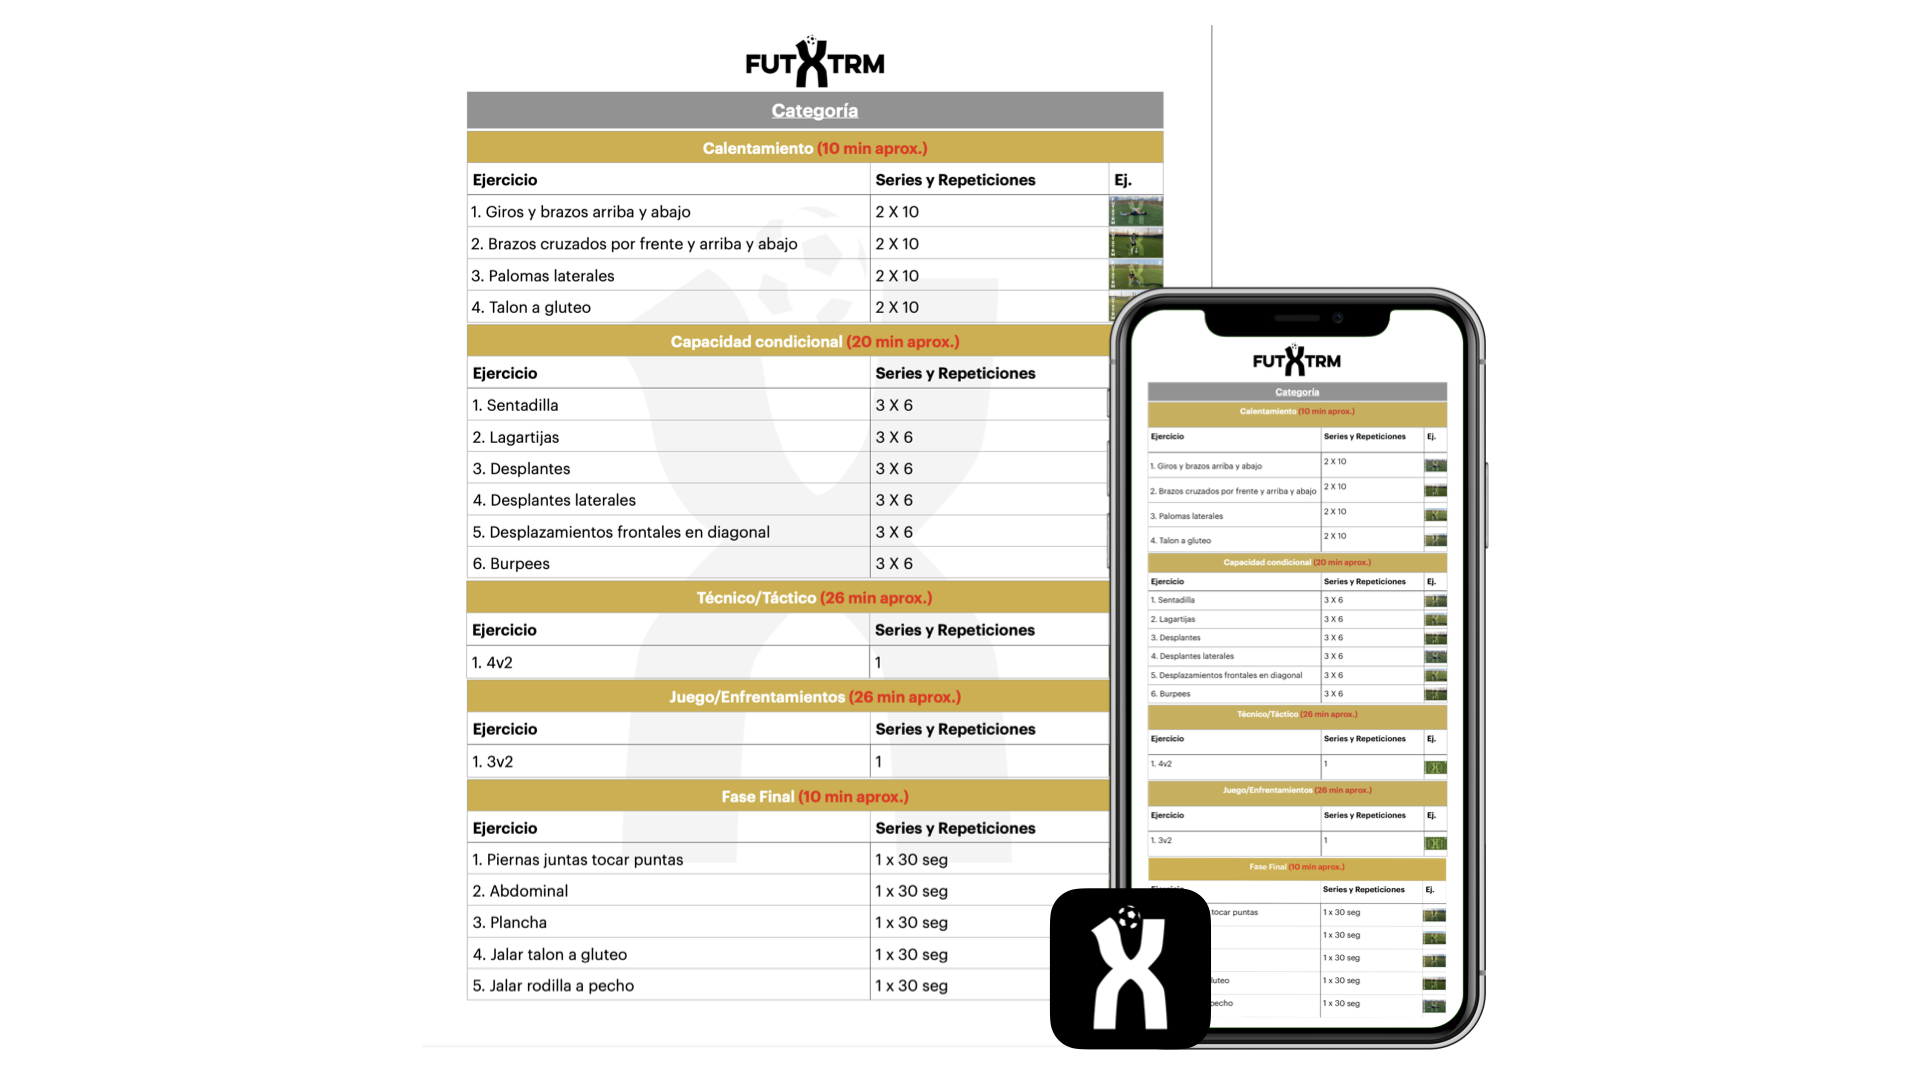 FUTXTRM
Categoría
Calentamiento (10 min aprox.)
Ejercicio Series y Repeticiones Ej.
1. Giros y brazos arriba y abajo 2 X 10
2. Brazos cruzados por frente y arriba y abajo 2 X 10
3. Palomas laterales 2 X 10
4. Talon a gluteo 2 X 10
Capacidad condicional (20 min aprox.)
Ejercicio Series y Repeticiones
1. Sentadilla 3 X 6
2. Lagartijas 3 X 6
3. Desplantes 3 X 6
4. Desplantes laterales 3 X 6
5. Desplazamientos frontales en diagonal 3 X 6
6. Burpees 3 X 6
Técnico/Táctico (26 min aprox.)
Ejercicio Series y Repeticiones
1. 4v2 1
Juego/Enfrentamientos (26 min aprox.)
Ejercicio Series y Repeticiones
1. 3v2 1
Fase Final (10 min aprox.)
Ejercicio Series y Repeticiones
1. Piernas juntas tocar puntas 1 x 30 seg
2. Abdominal 1 x 30 seg
3. Plancha 1 x 30 seg
4. Jalar talon a gluteo 1 x 30 seg
5. Jalar rodilla a pecho 1 x 30 seg
FUTXTRM
Categoría
Calentamiento (10 min aprox.)
Ejercicio Series y Repeticiones Ej.
1. Giros y brazos arriba y abajo 2 X 10
2. Brazos cruzados por frente y arriba y abajo 2 X 10
3. Palomas laterales 2 X 10
4. Talon a gluteo 2 X 10
Capacidad condicional (20 min aprox.)
Ejercicio Series y Repeticiones Ej.
1. Sentadilla 3 X 6
2. Lagartijas 3 X 6
3. Desplantes 3 X 6
4. Desplantes laterales 3 X 6
5. Desplazamientos frontales en diagonal 3 X 6
6. Burpees 3 X 6
Técnico/Táctico (26 min aprox.)
Ejercicio Series y Repeticiones Ej.
1. 4v2 1
Juego/Enfrentamientos (26 min aprox.)
Ejercicio Series y Repeticiones Ej.
1. 3v2 1
Fase Final (10 min aprox.)
Series y Repeticiones Ej.
tocar puntas 1 x 30 seg
1 x 30 seg
1 x 30 seg
luteo 1 x 30 seg
pecho 1 x 30 seg